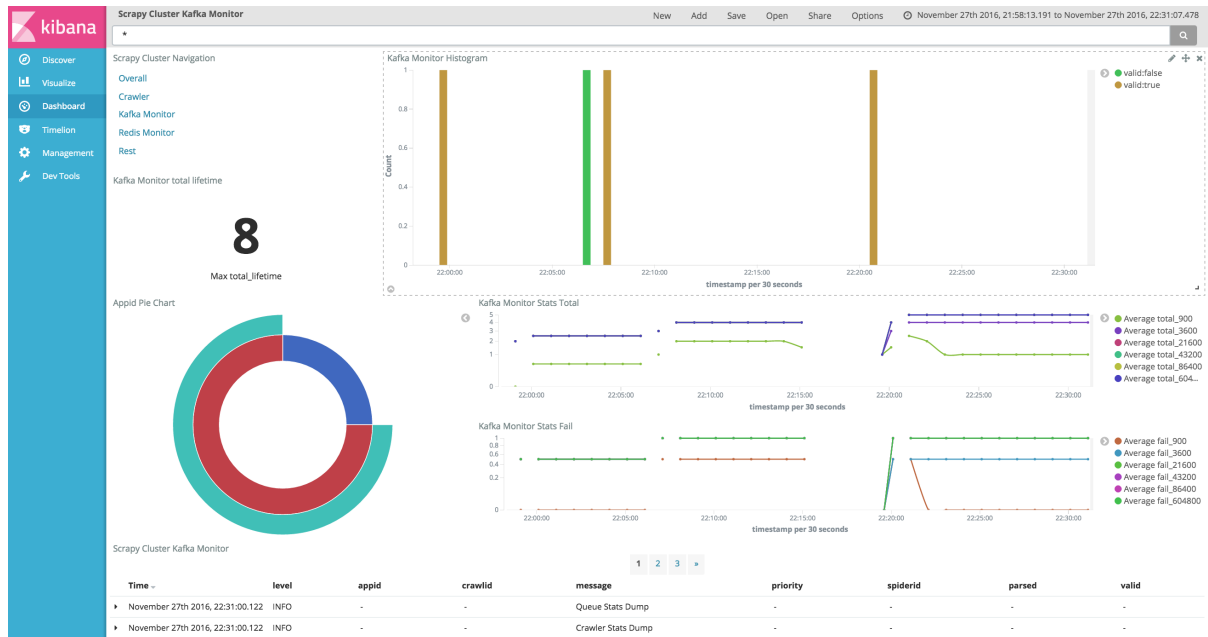 Scrapy Cluster Kafka Monitor
New Add Save Open Share Options November 27th 2016, 21:58:13.191 to November 27th 2016, 22:31:07.478
kibana
*
Discover
Visualize
Dashboard
Timelion
Management
Dev Tools
Scrapy Cluster Navigation
Overall
Crawler
Kafka Monitor
Redis Monitor
Rest
Kafka Monitor total lifetime
8
Max total_lifetime
Kafka Monitor Histogram
1
0.8
0.6
0.4
0.2
0
Count
22:00:00 22:05:00 22:10:00 22:15:00 22:20:00 22:25:00 22:30:00
timestamp per 30 seconds
valid:false
valid:true
Appid Pie Chart
Kafka Monitor Stats Total
5
4
3
2
1
0
22:00:00 22:05:00 22:10:00 22:15:00 22:20:00 22:25:00 22:30:00
timestamp per 30 seconds
Average total_900
Average total_3600
Average total_21600
Average total_43200
Average total_86400
Average total_604...
Kafka Monitor Stats Fail
1
0.8
0.6
0.4
0.2
0
22:00:00 22:05:00 22:10:00 22:15:00 22:20:00 22:25:00 22:30:00
timestamp per 30 seconds
Average fail_900
Average fail_3600
Average fail_21600
Average fail_43200
Average fail_86400
Average fail_604800
Scrapy Cluster Kafka Monitor
1 2 3 »
Time level appid crawlid message priority spiderid parsed valid
November 27th 2016, 22:31:00.122 INFO - - Queue Stats Dump - - - -
November 27th 2016, 22:31:00.122 INFO - - Crawler Stats Dump - - - -